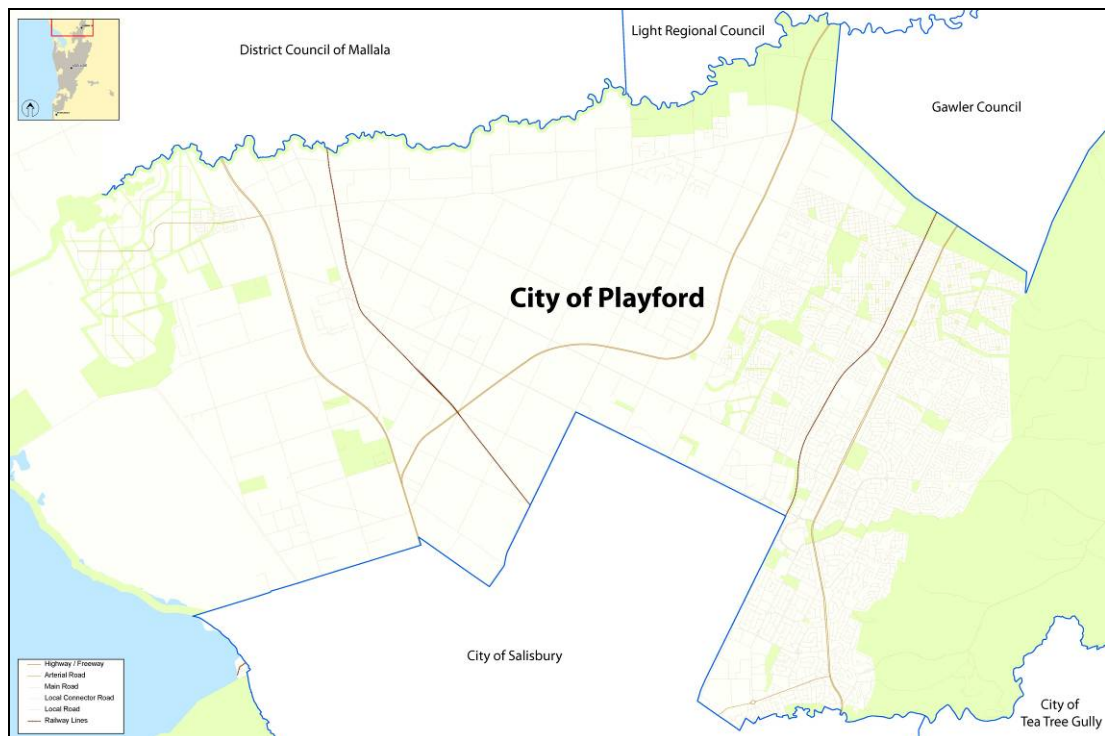 Light Regional Council
District Council of Mallala
Gawler Council
City of Playford
City of Salisbury
City of
Tea Tree Gully
Highway / Freeway
Arterial Road
Main Road
Local Connector Road
Local Road
Railway Lines